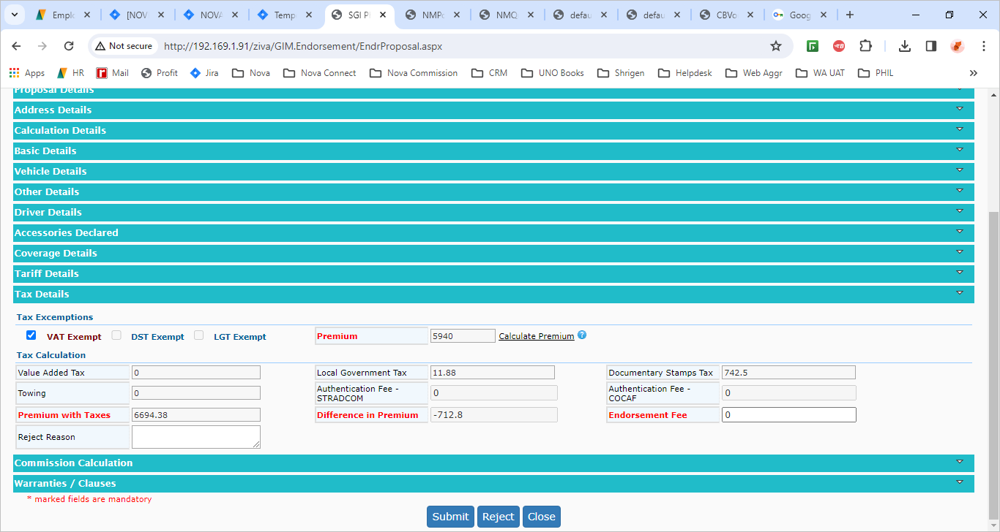 Emplo
[NOV
NOVA
Temp
SGI P
NMPo
NMQ
defau
defau
CBVo
Goog
Not secure
http://192.169.1.91/ziva/GIM.Endorsement/EndrProposal.aspx
Apps HR Mail Profit Jira Nova Nova Connect Nova Commission CRM UNO Books Shrigen Helpdesk Web Aggr WA UAT PHIL
Proposal Details
Address Details
Calculation Details
Basic Details
Vehicle Details
Other Details
Driver Details
Accessories Declared
Coverage Details
Tariff Details
Tax Details
Tax Excemptions
VAT Exempt DST Exempt LGT Exempt Premium 5940 Calculate Premium
Tax Calculation
Value Added Tax 0 Local Government Tax 11.88 Documentary Stamps Tax 742.5
Towing 0 Authentication Fee - STRADCOM 0 Authentication Fee - COCAF 0
Premium with Taxes 6694.38 Difference in Premium -712.8 Endorsement Fee 0
Reject Reason
Commission Calculation
Warranties / Clauses
* marked fields are mandatory
Submit Reject Close